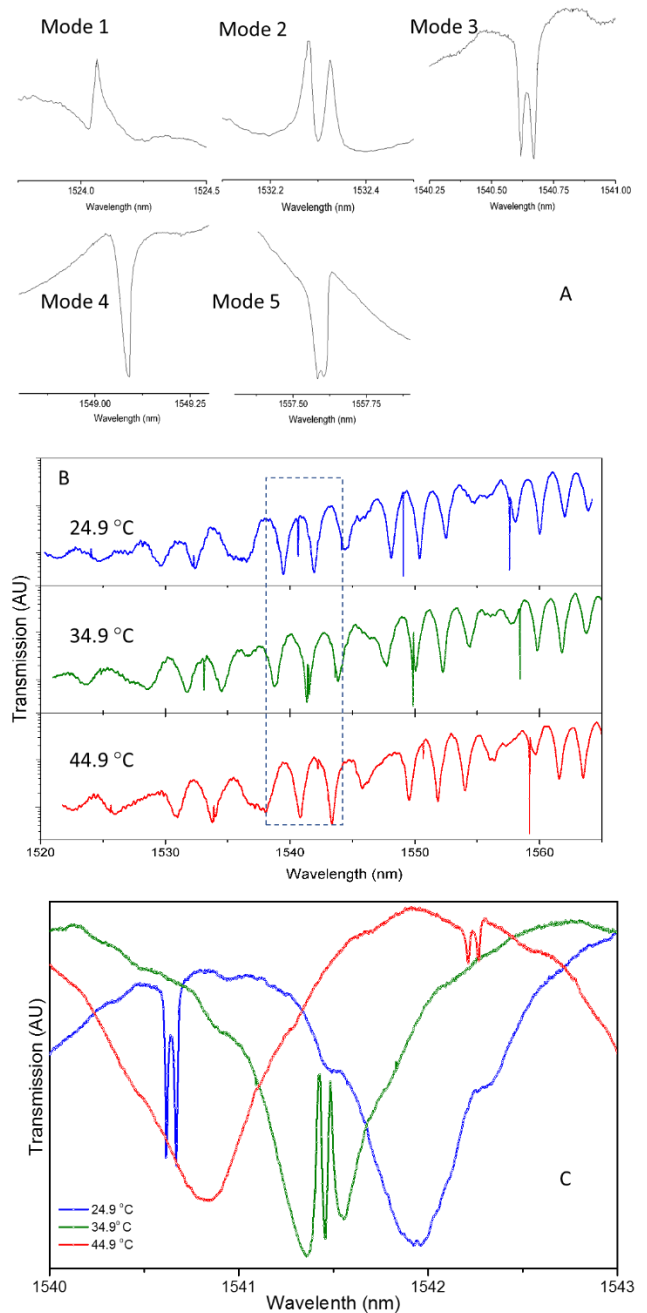 Mode 1
Mode 2
Mode 3
1524.0 1524.5
Wavelength (nm)
1532.2 1532.4
Wavelength (nm)
1540.25 1540.50 1540.75 1541.00
Wavelength (nm)
Mode 4
Mode 5
A
1549.00 1549.25
Wavelength (nm)
1557.50 1557.75
Wavelength (nm)
B
24.9 °C
34.9 °C
44.9 °C
Transmission (AU)
1520 1530 1540 1550 1560
Wavelength (nm)
Transmission (AU)
C
24.9 °C
34.9°C
44.9 °C
1540 1541 1542 1543
Wavelenth (nm)